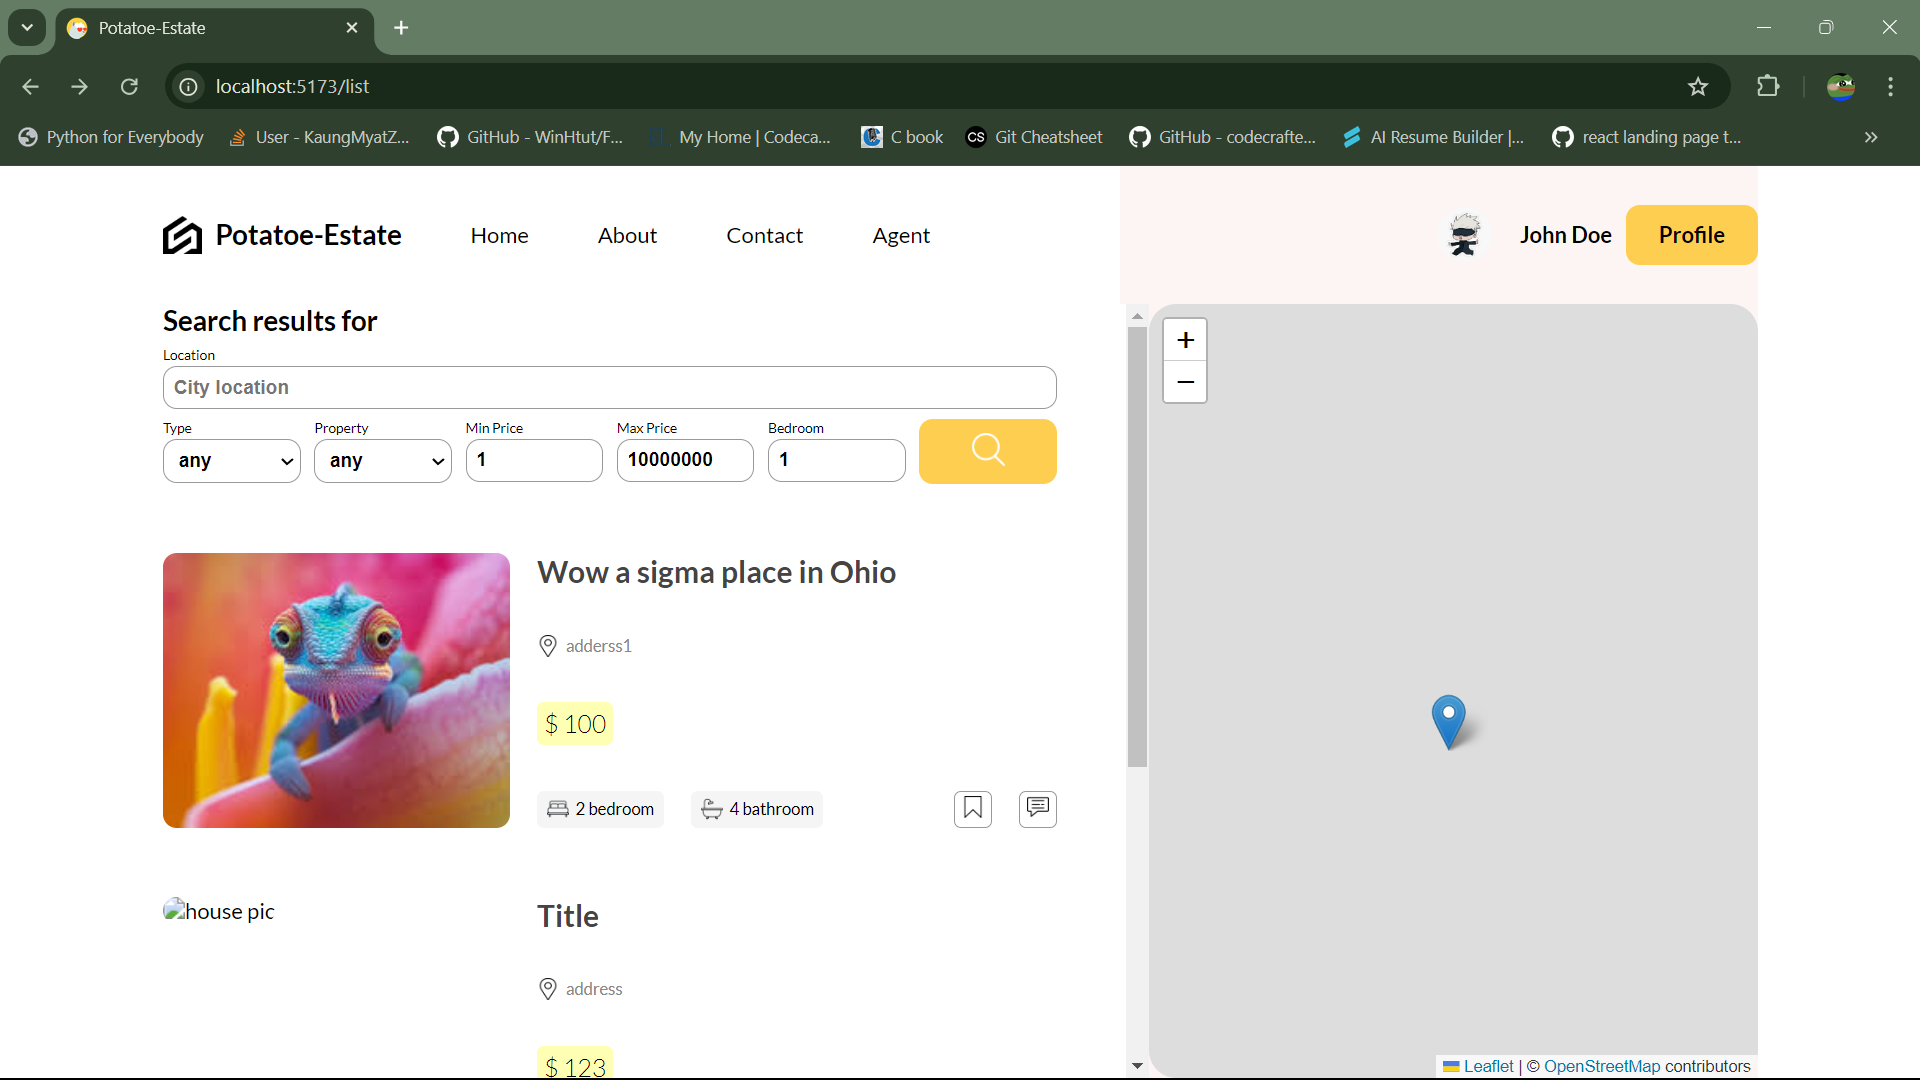 Potatoe-Estate
localhost:5173/list
Python for Everybody
User - KaungMyatZ...
GitHub - WinHtut/F...
My Home | Codeca...
C book
CS
Git Cheatsheet
GitHub - codecrafte...
AI Resume Builder |...
react landing page t...
Potatoe-Estate
Home
About
Contact
Agent
John Doe
Profile
Search results for
Location
City location
Type
Property
Min Price
Max Price
Bedroom
any
any
1
10000000
1
+
−
Wow a sigma place in Ohio
adderss1
$ 100
2 bedroom
4 bathroom
house pic
Title
address
$ 123
Leaflet | © OpenStreetMap contributors